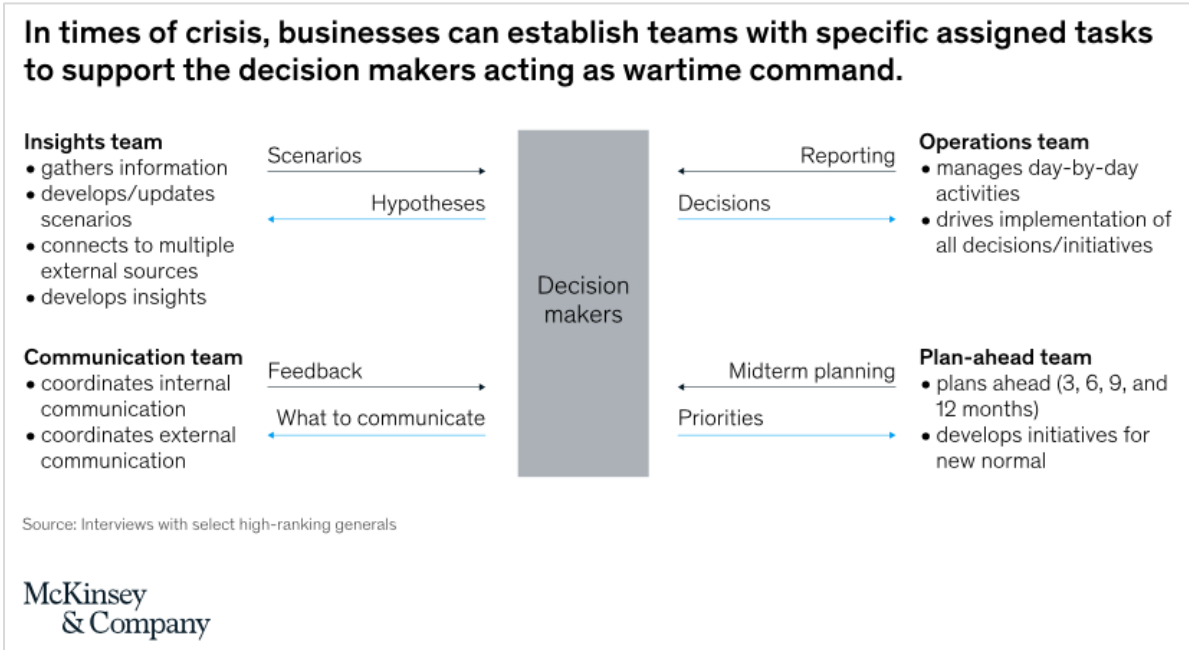 In times of crisis, businesses can establish teams with specific assigned tasks
to support the decision makers acting as wartime command.
Insights team
• gathers information
• develops/updates
scenarios
• connects to multiple
external sources
• develops insights
Scenarios
Hypotheses
Communication team
• coordinates internal
communication
• coordinates external
communication
Feedback
What to communicate
Decision
makers
Reporting
Decisions
Operations team
• manages day-by-day
activities
• drives implementation of
all decisions/initiatives
Midterm planning
Priorities
Plan-ahead team
• plans ahead (3, 6, 9, and
12 months)
• develops initiatives for
new normal
Source: Interviews with select high-ranking generals
McKinsey
& Company